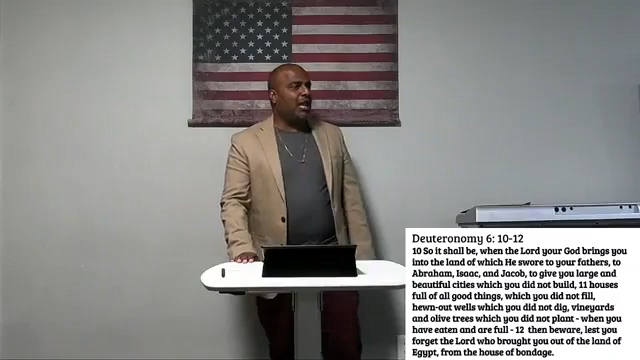 Deuteronomy 6: 10-12
10 So it shall be, when the Lord your God brings you
into the land of which He swore to your fathers, to
Abraham, Isaac, and Jacob, to give you large and
beautiful cities which you did not build, 11 houses
full of all good things, which you did not fill,
hewn-out wells which you did not dig, vineyards
and olive trees which you did not plant - when you
have eaten and are full - 12 then beware, lest you
forget the Lord who brought you out of the land of
Egypt, from the house of bondage.